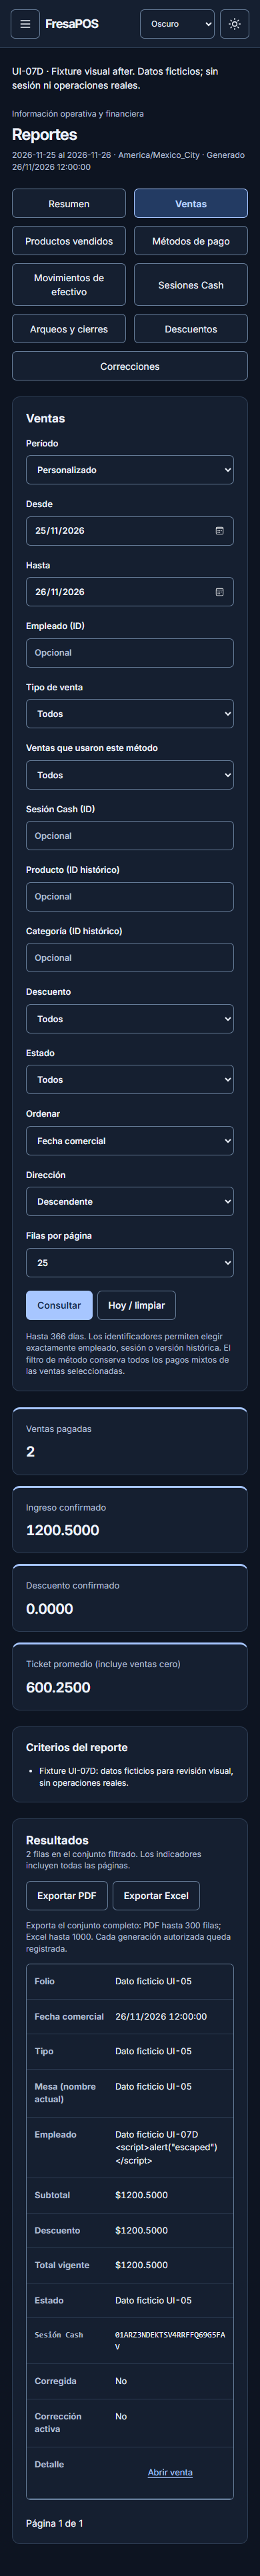 FresaPOS
Oscuro
UI-07D · Fixture visual after. Datos ficticios; sin
sesión ni operaciones reales.
Información operativa y financiera
Reportes
2026-11-25 al 2026-11-26 · America/Mexico_City · Generado
26/11/2026 12:00:00
Resumen
Ventas
Productos vendidos
Métodos de pago
Movimientos de
efectivo
Sesiones Cash
Arqueos y cierres
Descuentos
Correcciones
Ventas
Período
Personalizado
Desde
25/11/2026
Hasta
26/11/2026
Empleado (ID)
Opcional
Tipo de venta
Todos
Ventas que usaron este método
Todos
Sesión Cash (ID)
Opcional
Producto (ID histórico)
Opcional
Categoría (ID histórico)
Opcional
Descuento
Todos
Estado
Todos
Ordenar
Fecha comercial
Dirección
Descendente
Filas por página
25
Consultar
Hoy / limpiar
Hasta 366 días. Los identificadores permiten elegir
exactamente empleado, sesión o versión histórica. El
filtro de método conserva todos los pagos mixtos de
las ventas seleccionadas.
Ventas pagadas
2
Ingreso confirmado
1200.5000
Descuento confirmado
0.0000
Ticket promedio (incluye ventas cero)
600.2500
Criterios del reporte
• Fixture UI-07D: datos ficticios para revisión visual,
sin operaciones reales.
Resultados
2 filas en el conjunto filtrado. Los indicadores
incluyen todas las páginas.
Exportar PDF
Exportar Excel
Exporta el conjunto completo: PDF hasta 300 filas;
Excel hasta 1000. Cada generación autorizada queda
registrada.
Folio
Dato ficticio UI-05
Fecha comercial
26/11/2026 12:00:00
Tipo
Dato ficticio UI-05
Mesa (nombre
actual)
Dato ficticio UI-05
Empleado
Dato ficticio UI-07D
<script>alert("escaped")
</script>
Subtotal
$1200.5000
Descuento
$1200.5000
Total vigente
$1200.5000
Estado
Dato ficticio UI-05
Sesión Cash
01ARZ3NDEKTSV4RRFFQ69G5FA
V
Corregida
No
Corrección
activa
No
Detalle
Abrir venta
Página 1 de 1